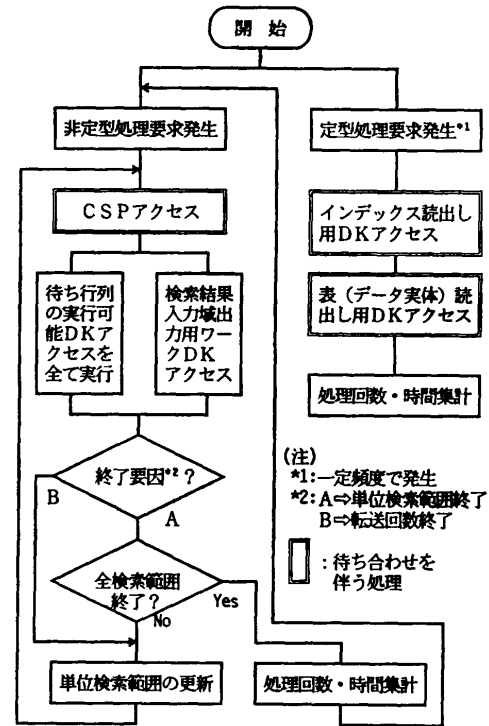 開 始
非定型処理要求発生
定型処理要求発生*1
CSPアクセス
インデックス読出し
用DKアクセス
待ち行列
の実行可
能DKア
クセスを
全て実行
検索結果
入力域出
力用ワー
クDK
アクセス
表(データ実体)読
出し用DKアクセス
処理回数・時間集計
終了要因*2?
B
A
(注)
*1:一定頻度で発生
*2:A⇨単位検索範囲終了
B⇨転送回数終了
:待ち合わせを
伴う処理
全検索範囲
終了?
Yes
No
単位検索範囲の更新
処理回数・時間集計